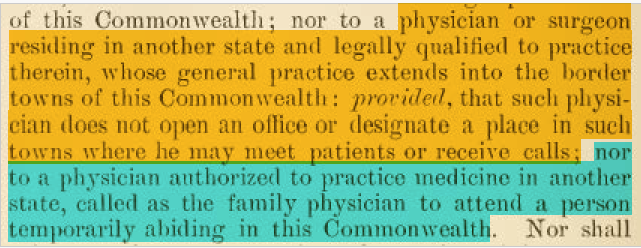 of this Commonwealth; nor to a physician or surgeon
residing in another state and legally qualified to practice
therein, whose general practice extends into the border
towns of this Commonwealth: provided, that such physi-
cian does not open an office or designate a place in such
towns where he may meet patients or receive calls; nor
to a physician authorized to practice medicine in another
state, called as the family physician to attend a person
temporarily abiding in this Commonwealth. Nor shall